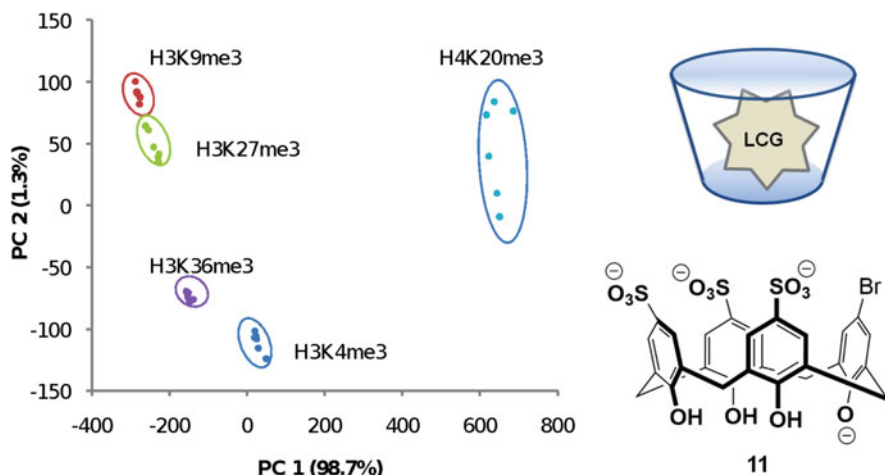 150
100
50
0
-50
-100
-150
PC 2 (1.3%)
-400 -200 0 200 400 600 800
PC 1 (98.7%)
H3K9me3
H3K27me3
H3K36me3
H3K4me3
H4K20me3
LCG
⊖ ⊖ ⊖
O₃S O₃S SO₃ Br
OH OH OH O
⊖
11